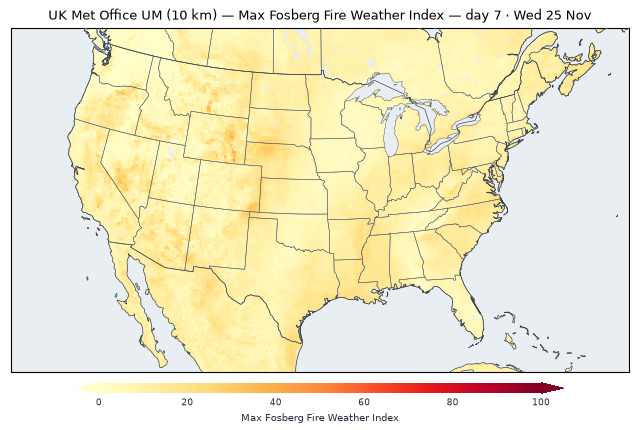 UK Met Office UM (10 km) — Max Fosberg Fire Weather Index — day 7 · Wed 25 Nov
0 20 40 60 80 100
Max Fosberg Fire Weather Index